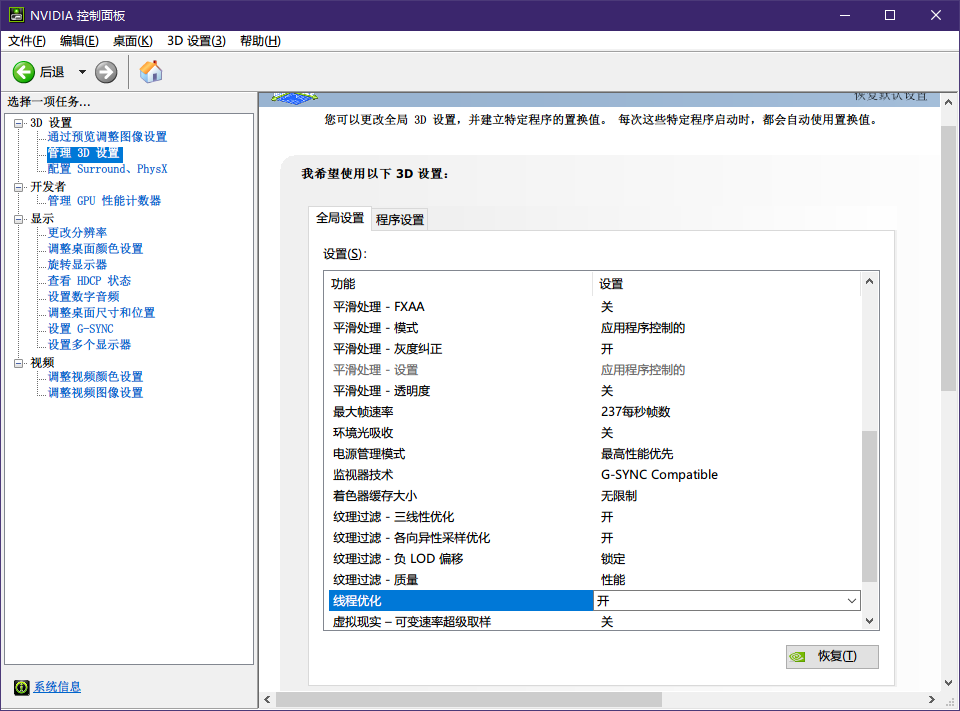 NVIDIA 控制面板
文件(F) 编辑(E) 桌面(K) 3D 设置(3) 帮助(H)
后退
选择一项任务...
3D 设置
通过预览调整图像设置
管理 3D 设置
配置 Surround、PhysX
开发者
管理 GPU 性能计数器
显示
更改分辨率
调整桌面颜色设置
旋转显示器
查看 HDCP 状态
设置数字音频
调整桌面尺寸和位置
设置 G-SYNC
设置多个显示器
视频
调整视频颜色设置
调整视频图像设置
系统信息
恢复默认设置
您可以更改全局 3D 设置，并建立特定程序的置换值。 每次这些特定程序启动时，都会自动使用置换值。
我希望使用以下 3D 设置：
全局设置 程序设置
设置(S)：
功能 设置
平滑处理 - FXAA 关
平滑处理 - 模式 应用程序控制的
平滑处理 - 灰度纠正 开
平滑处理 - 设置 应用程序控制的
平滑处理 - 透明度 关
最大帧速率 237每秒帧数
环境光吸收 关
电源管理模式 最高性能优先
监视器技术 G-SYNC Compatible
着色器缓存大小 无限制
纹理过滤 - 三线性优化 开
纹理过滤 - 各向异性采样优化 开
纹理过滤 - 负 LOD 偏移 锁定
纹理过滤 - 质量 性能
线程优化 开
虚拟现实 – 可变速率超级取样 关
恢复(T)